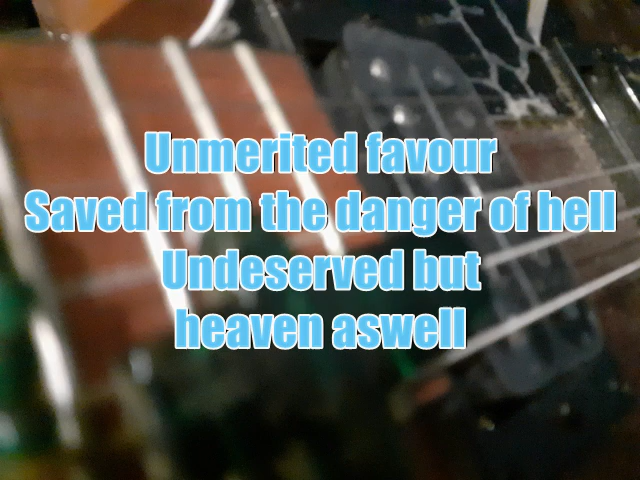 Unmerited favour
Saved from the danger of hell
Undeserved but
heaven aswell